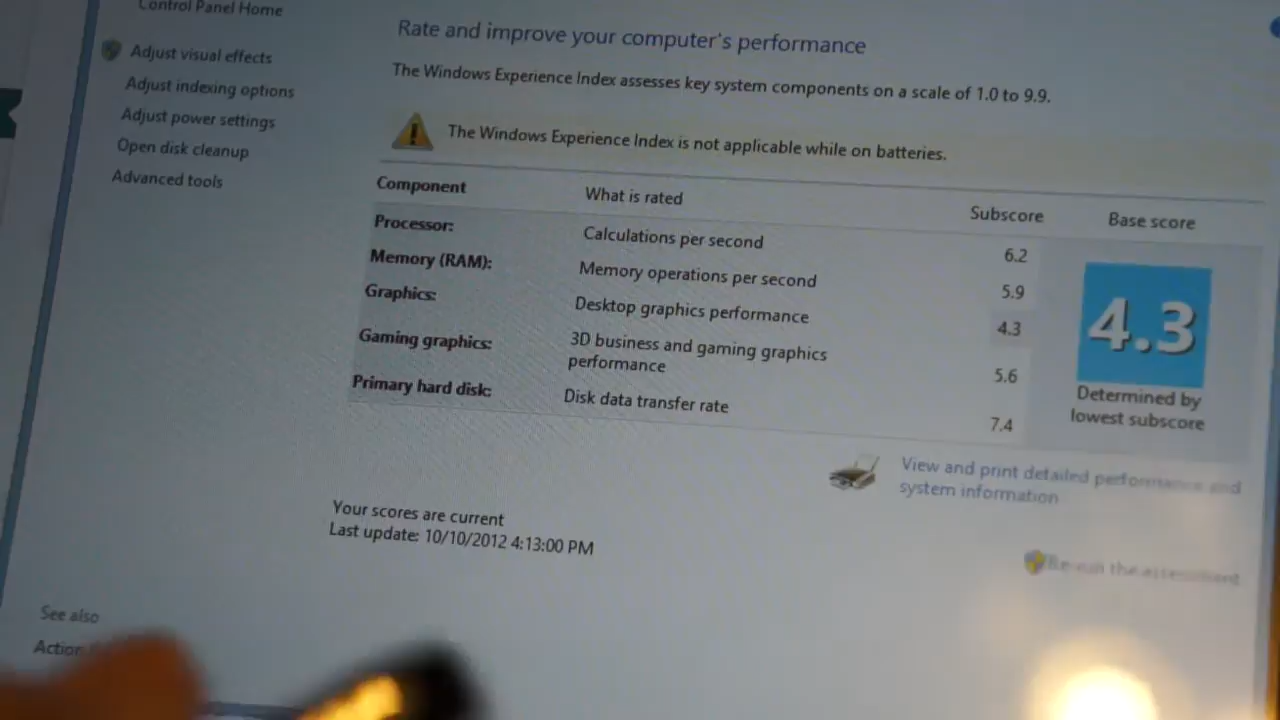 Control Panel Home
Adjust visual effects
Adjust indexing options
Adjust power settings
Open disk cleanup
Advanced tools
Rate and improve your computer's performance
The Windows Experience Index assesses key system components on a scale of 1.0 to 9.9.
The Windows Experience Index is not applicable while on batteries.
Component What is rated Subscore Base score
Processor: Calculations per second 6.2
Memory (RAM): Memory operations per second 5.9
Graphics: Desktop graphics performance 4.3
Gaming graphics: 3D business and gaming graphics
performance 5.6
Primary hard disk: Disk data transfer rate 7.4
4.3
Determined by
lowest subscore
View and print detailed performance and
system information
Your scores are current
Last update: 10/10/2012 4:13:00 PM
Re-run the assessment
See also
Action